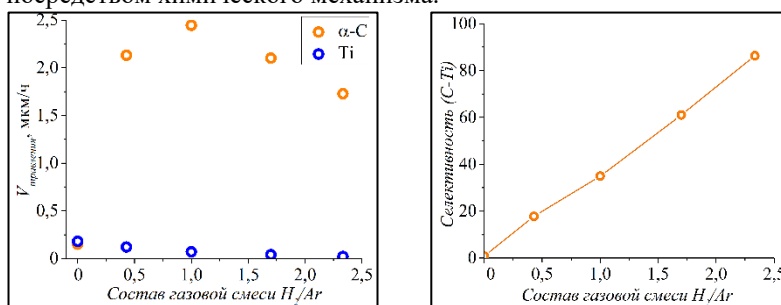 посредством химического механизма.
α-C
Ti
V травления, мкм/ч
2,5
2,0
1,5
1,0
0,5
0
0 0,5 1,0 1,5 2,0 2,5
Состав газовой смеси H2/Ar
Селективность (C-Ti)
100
80
60
40
20
0
0 0,5 1,0 1,5 2,0 2,5
Состав газовой смеси H/Ar